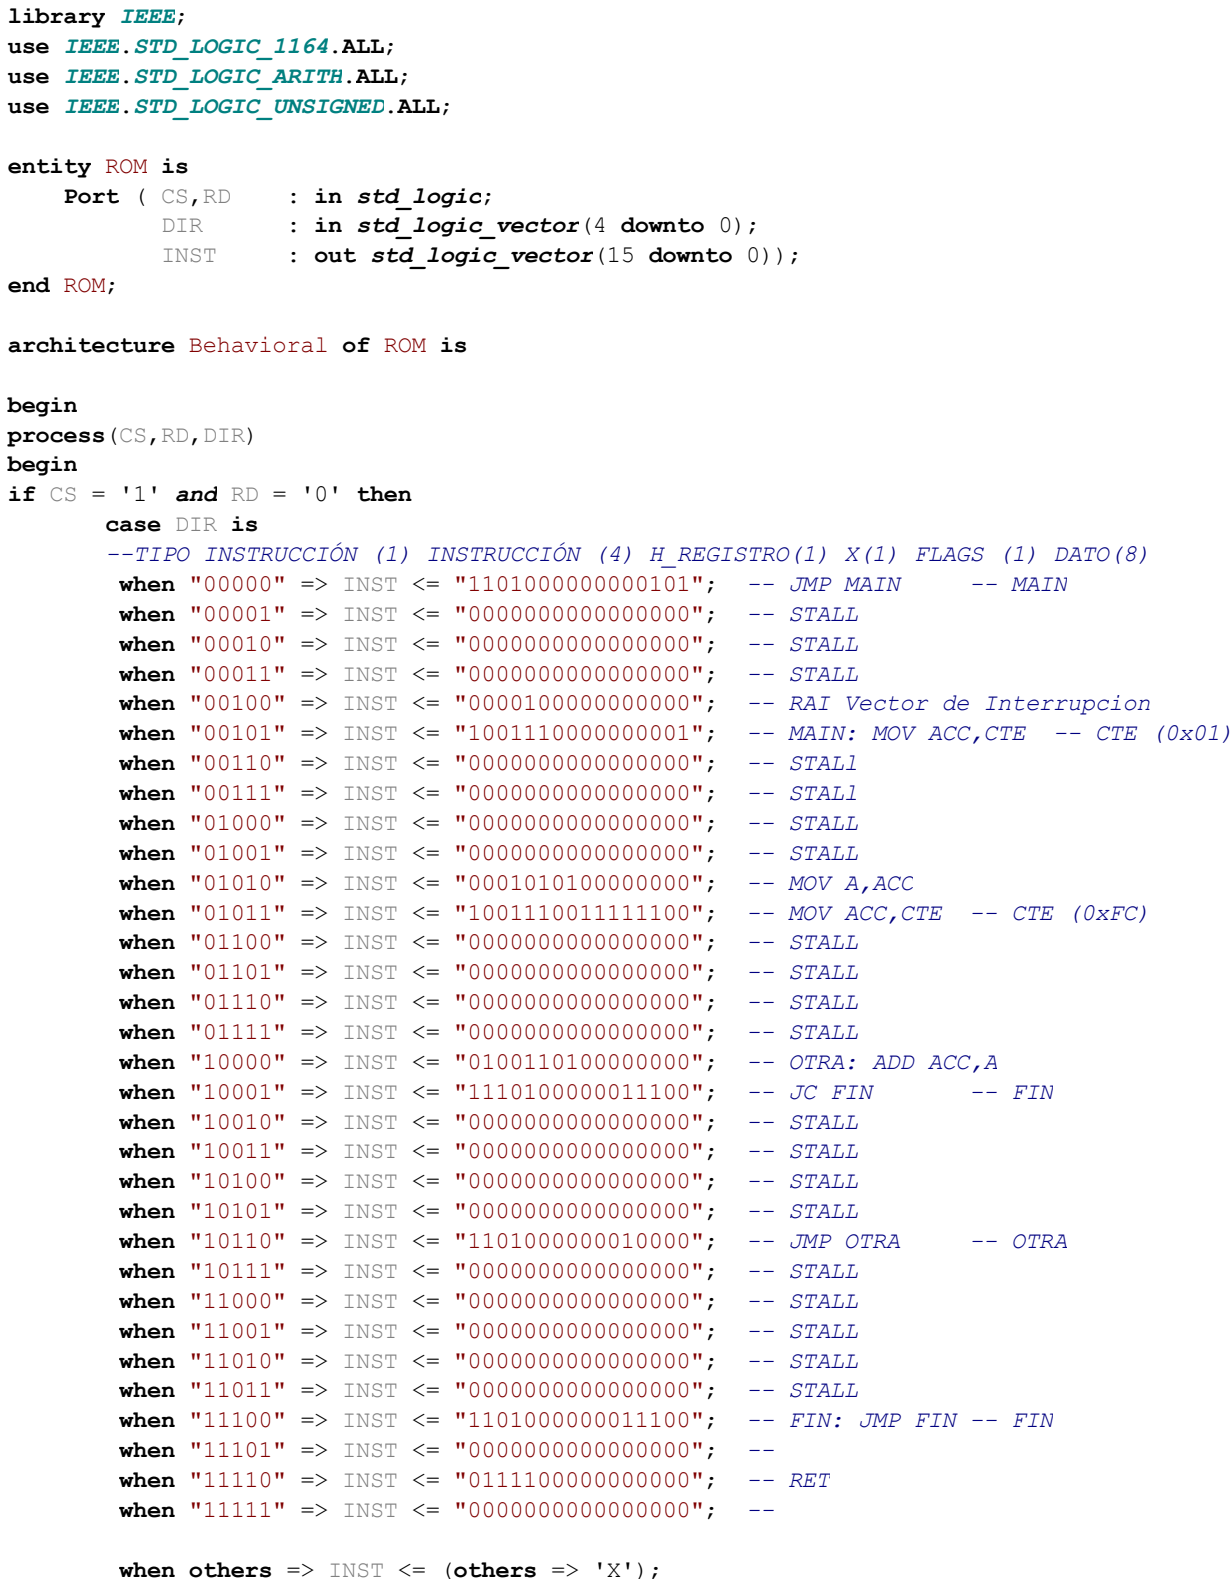 library IEEE;
use IEEE.STD_LOGIC_1164.ALL;
use IEEE.STD_LOGIC_ARITH.ALL;
use IEEE.STD_LOGIC_UNSIGNED.ALL;

entity ROM is
    Port ( CS,RD    : in std_logic;
           DIR      : in std_logic_vector(4 downto 0);
           INST     : out std_logic_vector(15 downto 0));
end ROM;

architecture Behavioral of ROM is

begin
process(CS,RD,DIR)
begin
if CS = '1' and RD = '0' then
       case DIR is
       --TIPO INSTRUCCIÓN (1) INSTRUCCIÓN (4) H_REGISTRO(1) X(1) FLAGS (1) DATO(8)
        when "00000" => INST <= "1101000000000101";  -- JMP MAIN     -- MAIN
        when "00001" => INST <= "0000000000000000";  -- STALL
        when "00010" => INST <= "0000000000000000";  -- STALL
        when "00011" => INST <= "0000000000000000";  -- STALL
        when "00100" => INST <= "0000100000000000";  -- RAI Vector de Interrupcion
        when "00101" => INST <= "1001110000000001";  -- MAIN: MOV ACC,CTE  -- CTE (0x01)
        when "00110" => INST <= "0000000000000000";  -- STALl
        when "00111" => INST <= "0000000000000000";  -- STALl
        when "01000" => INST <= "0000000000000000";  -- STALL
        when "01001" => INST <= "0000000000000000";  -- STALL
        when "01010" => INST <= "0001010100000000";  -- MOV A,ACC
        when "01011" => INST <= "1001110011111100";  -- MOV ACC,CTE  -- CTE (0xFC)
        when "01100" => INST <= "0000000000000000";  -- STALL
        when "01101" => INST <= "0000000000000000";  -- STALL
        when "01110" => INST <= "0000000000000000";  -- STALL
        when "01111" => INST <= "0000000000000000";  -- STALL
        when "10000" => INST <= "0100110100000000";  -- OTRA: ADD ACC,A
        when "10001" => INST <= "1110100000011100";  -- JC FIN       -- FIN
        when "10010" => INST <= "0000000000000000";  -- STALL
        when "10011" => INST <= "0000000000000000";  -- STALL
        when "10100" => INST <= "0000000000000000";  -- STALL
        when "10101" => INST <= "0000000000000000";  -- STALL
        when "10110" => INST <= "1101000000010000";  -- JMP OTRA     -- OTRA
        when "10111" => INST <= "0000000000000000";  -- STALL
        when "11000" => INST <= "0000000000000000";  -- STALL
        when "11001" => INST <= "0000000000000000";  -- STALL
        when "11010" => INST <= "0000000000000000";  -- STALL
        when "11011" => INST <= "0000000000000000";  -- STALL
        when "11100" => INST <= "1101000000011100";  -- FIN: JMP FIN -- FIN
        when "11101" => INST <= "0000000000000000";  --
        when "11110" => INST <= "0111100000000000";  -- RET
        when "11111" => INST <= "0000000000000000";  --

        when others => INST <= (others => 'X');